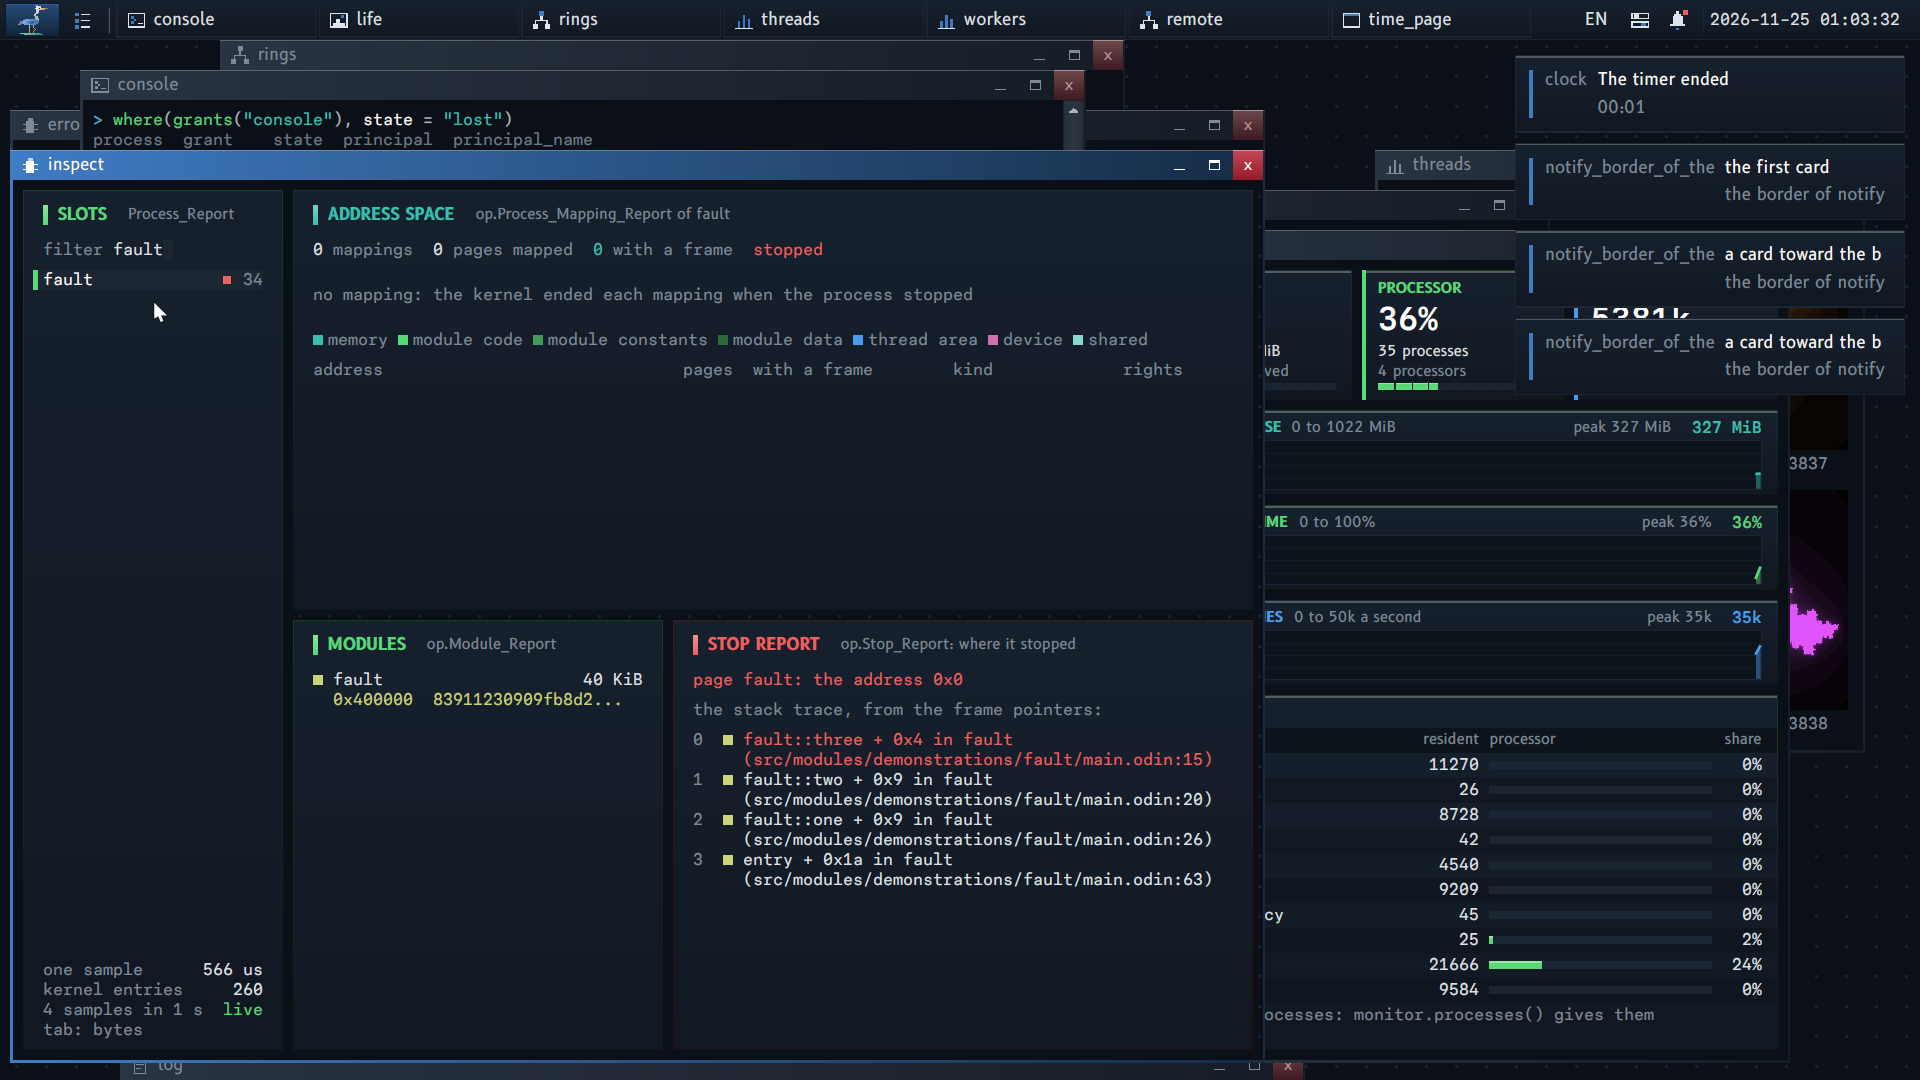 console
life
rings
threads
workers
remote
time_page
EN
2026-11-25 01:03:32
rings
x
console
x
> where(grants("console"), state = "lost")
process grant state principal principal_name
erro
x
inspect
x
SLOTS Process_Report
filter fault
fault 34
one sample 566 us
kernel entries 260
4 samples in 1 s live
tab: bytes
ADDRESS SPACE op.Process_Mapping_Report of fault
0 mappings 0 pages mapped 0 with a frame stopped
no mapping: the kernel ended each mapping when the process stopped
memory module code module constants module data thread area device shared
address pages with a frame kind rights
MODULES op.Module_Report
fault 40 KiB
0x400000 83911230909fb8d2...
STOP REPORT op.Stop_Report: where it stopped
page fault: the address 0x0
the stack trace, from the frame pointers:
0 fault::three + 0x4 in fault
(src/modules/demonstrations/fault/main.odin:15)
1 fault::two + 0x9 in fault
(src/modules/demonstrations/fault/main.odin:20)
2 fault::one + 0x9 in fault
(src/modules/demonstrations/fault/main.odin:26)
3 entry + 0x1a in fault
(src/modules/demonstrations/fault/main.odin:63)
threads
clock The timer ended
00:01
notify_border_of_the the first card
the border of notify
notify_border_of_the a card toward the b
the border of notify
notify_border_of_the a card toward the b
the border of notify
iB
ved
PROCESSOR
36%
35 processes
4 processors
5381k
SE 0 to 1022 MiB peak 327 MiB 327 MiB
ME 0 to 100% peak 36% 36%
ES 0 to 50k a second peak 35k 35k
resident processor share
11270 0%
26 0%
8728 0%
42 0%
4540 0%
9209 0%
cy 45 0%
25 2%
21666 24%
9584 0%
ocesses: monitor.processes() gives them
3837
3838
log
x